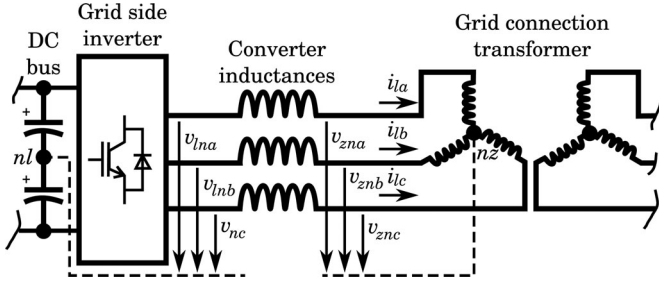 Grid side
inverter
DC
bus
Converter
inductances
Grid connection
transformer
+
nl
+
i_la
i_lb
i_lc
v_lna
v_lnb
v_nc
v_zna
v_znb
v_znc
nz